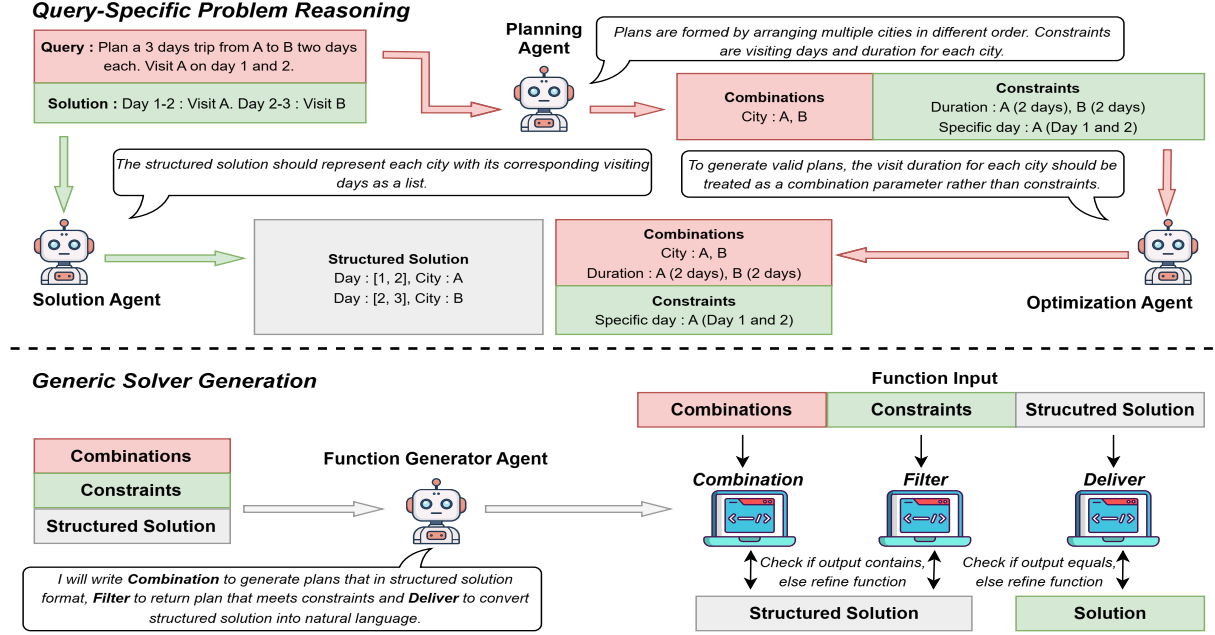 Query-Specific Problem Reasoning
Query : Plan a 3 days trip from A to B two days
each. Visit A on day 1 and 2.
Solution : Day 1-2 : Visit A. Day 2-3 : Visit B
Planning
Agent
Plans are formed by arranging multiple cities in different order. Constraints
are visiting days and duration for each city.
Combinations
City : A, B
Constraints
Duration : A (2 days), B (2 days)
Specific day : A (Day 1 and 2)
The structured solution should represent each city with its corresponding visiting
days as a list.
To generate valid plans, the visit duration for each city should be
treated as a combination parameter rather than constraints.
Solution Agent
Structured Solution
Day : [1, 2], City : A
Day : [2, 3], City : B
Combinations
City : A, B
Duration : A (2 days), B (2 days)
Constraints
Specific day : A (Day 1 and 2)
Optimization Agent
Generic Solver Generation
Combinations
Constraints
Structured Solution
Function Generator Agent
I will write Combination to generate plans that in structured solution
format, Filter to return plan that meets constraints and Deliver to convert
structured solution into natural language.
Function Input
Combinations
Constraints
Strucutred Solution
Combination
Filter
Deliver
Check if output contains,
else refine function
Check if output equals,
else refine function
Structured Solution
Solution